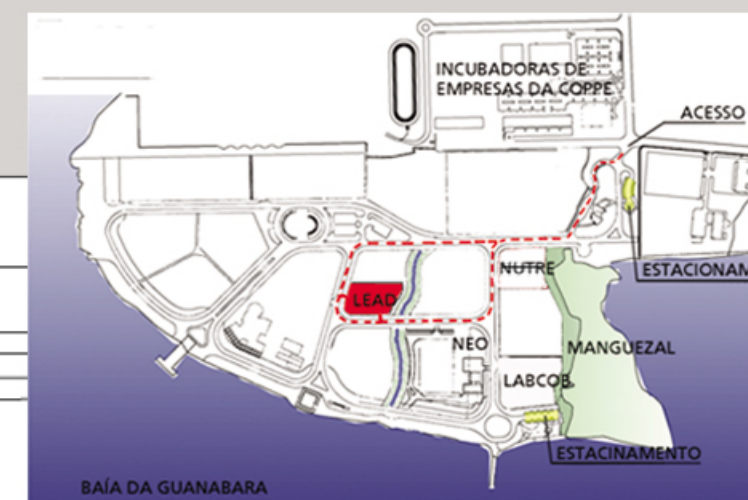 INCUBADORAS DE
EMPRESAS DA COPPE
ACESSO
NUTRE
ESTACIONAM
LEAD
NEO
MANGUEZAL
LABCOB
ESTACINAMENTO
BAÍA DA GUANABARA